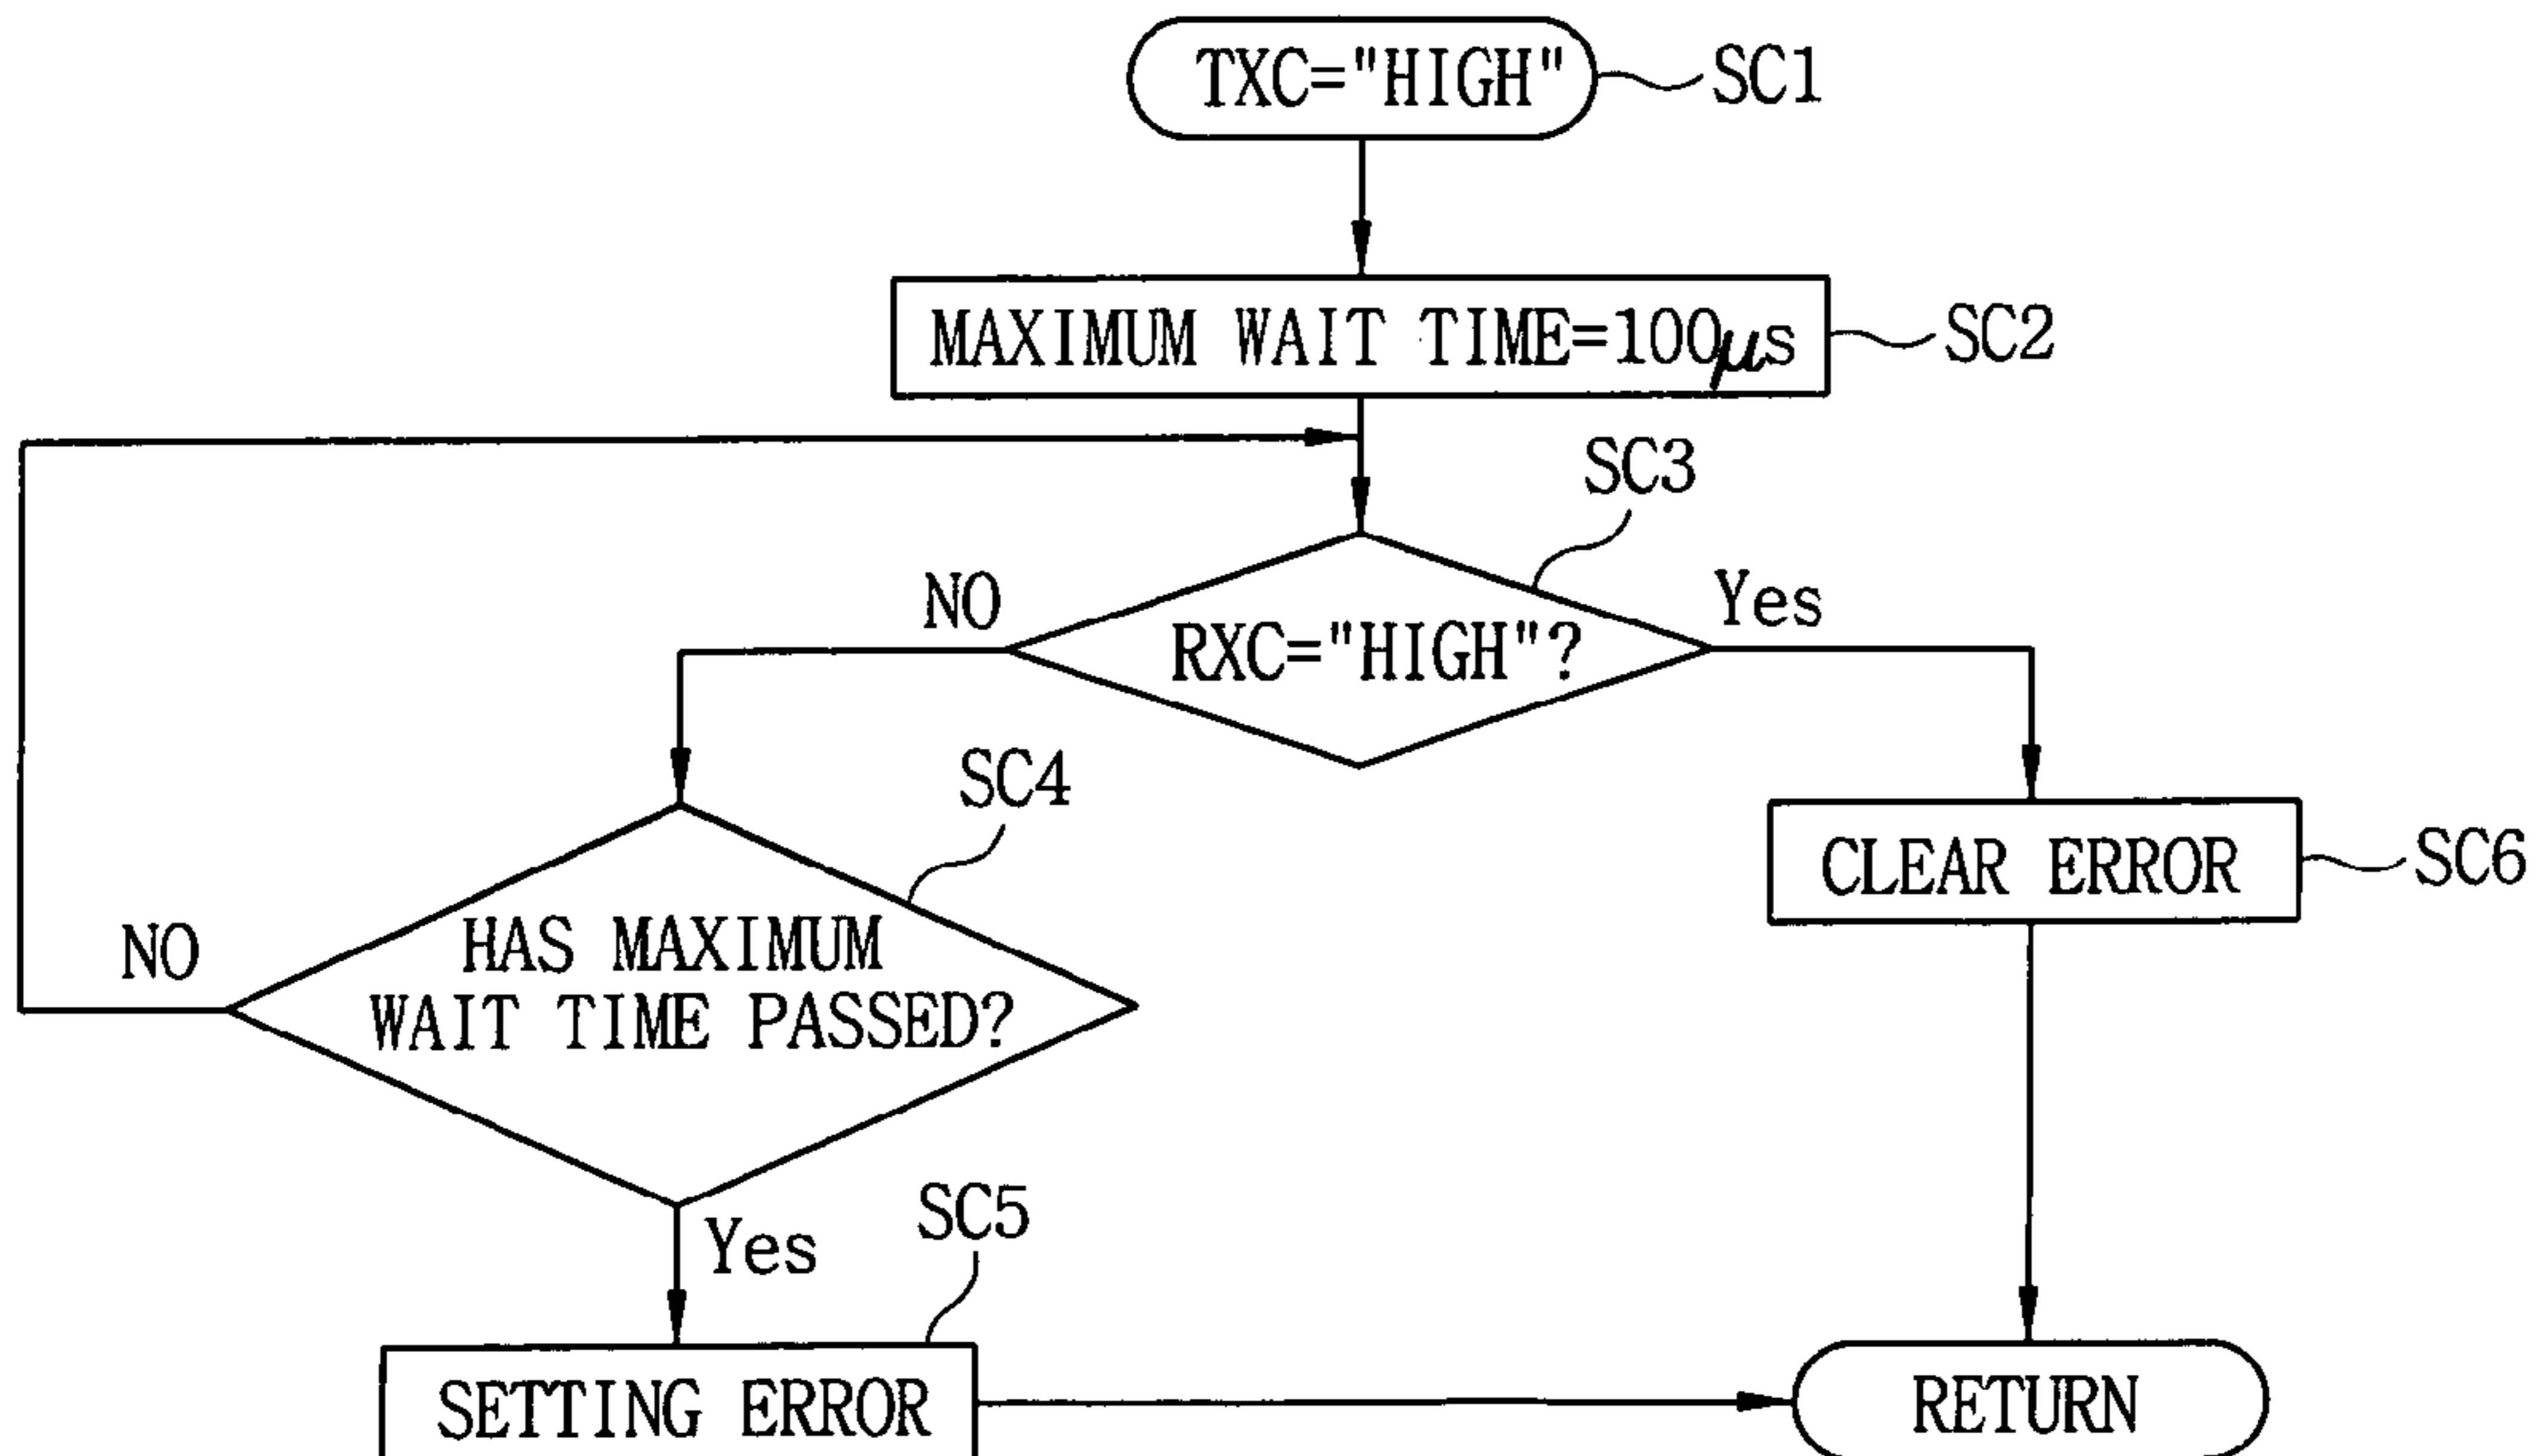 TXC="HIGH"
SC1
MAXIMUM WAIT TIME=100μs
SC2
SC3
NO
RXC="HIGH"?
Yes
SC4
HAS MAXIMUM
WAIT TIME PASSED?
NO
CLEAR ERROR
SC6
Yes
SC5
SETTING ERROR
RETURN